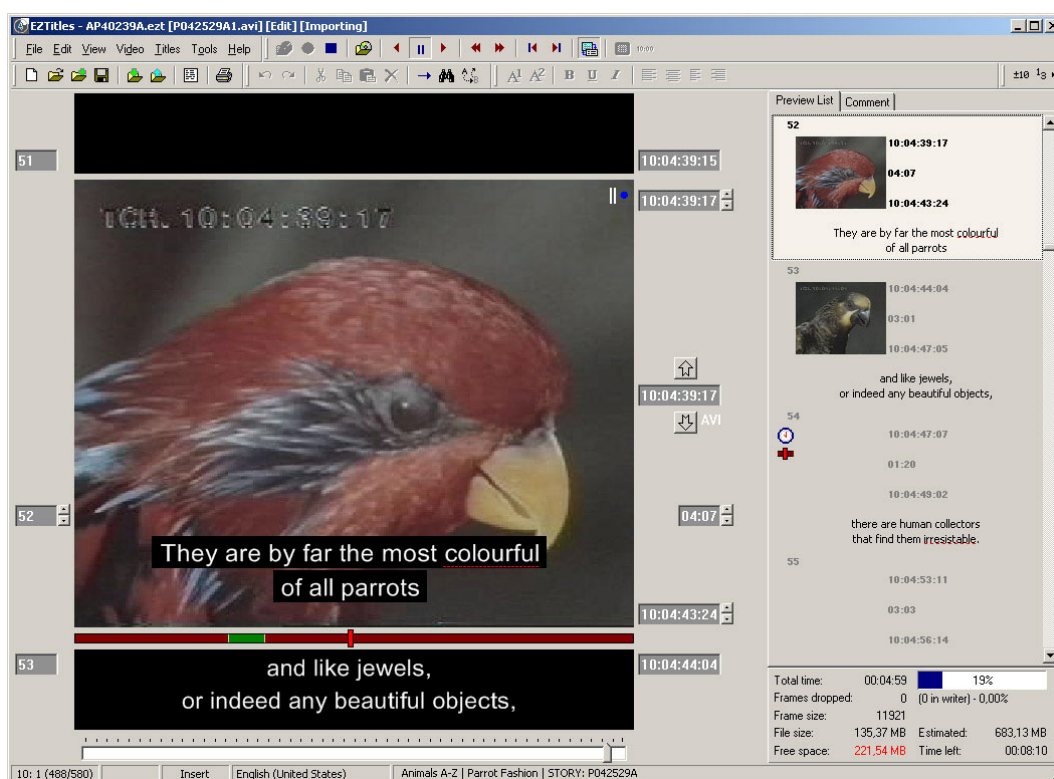 EZTitles - AP40239A.ezt [P042529A1.avi] [Edit] [Importing]
File Edit View Video Titles Tools Help
10:00
A1 A2 B U I
±10 1 3
51
10:04:39:15
TCH. 10:04:39:17
10:04:39:17
10:04:39:17
AVI
52
04:07
They are by far the most colourful
of all parrots
10:04:43:24
53
10:04:44:04
and like jewels,
or indeed any beautiful objects,
Preview List Comment
52
10:04:39:17
04:07
10:04:43:24
They are by far the most colourful
of all parrots
53
10:04:44:04
03:01
10:04:47:05
and like jewels,
or indeed any beautiful objects,
54
10:04:47:07
01:20
10:04:49:02
there are human collectors
that find them irresistable.
55
10:04:53:11
03:03
10:04:56:14
Total time: 00:04:59 19%
Frames dropped: 0 (0 in writer) - 0,00%
Frame size: 11921
File size: 135,37 MB Estimated: 683,13 MB
Free space: 221,54 MB Time left: 00:08:10
10: 1 (488/580) Insert English (United States) Animals A-Z | Parrot Fashion | STORY: P042529A